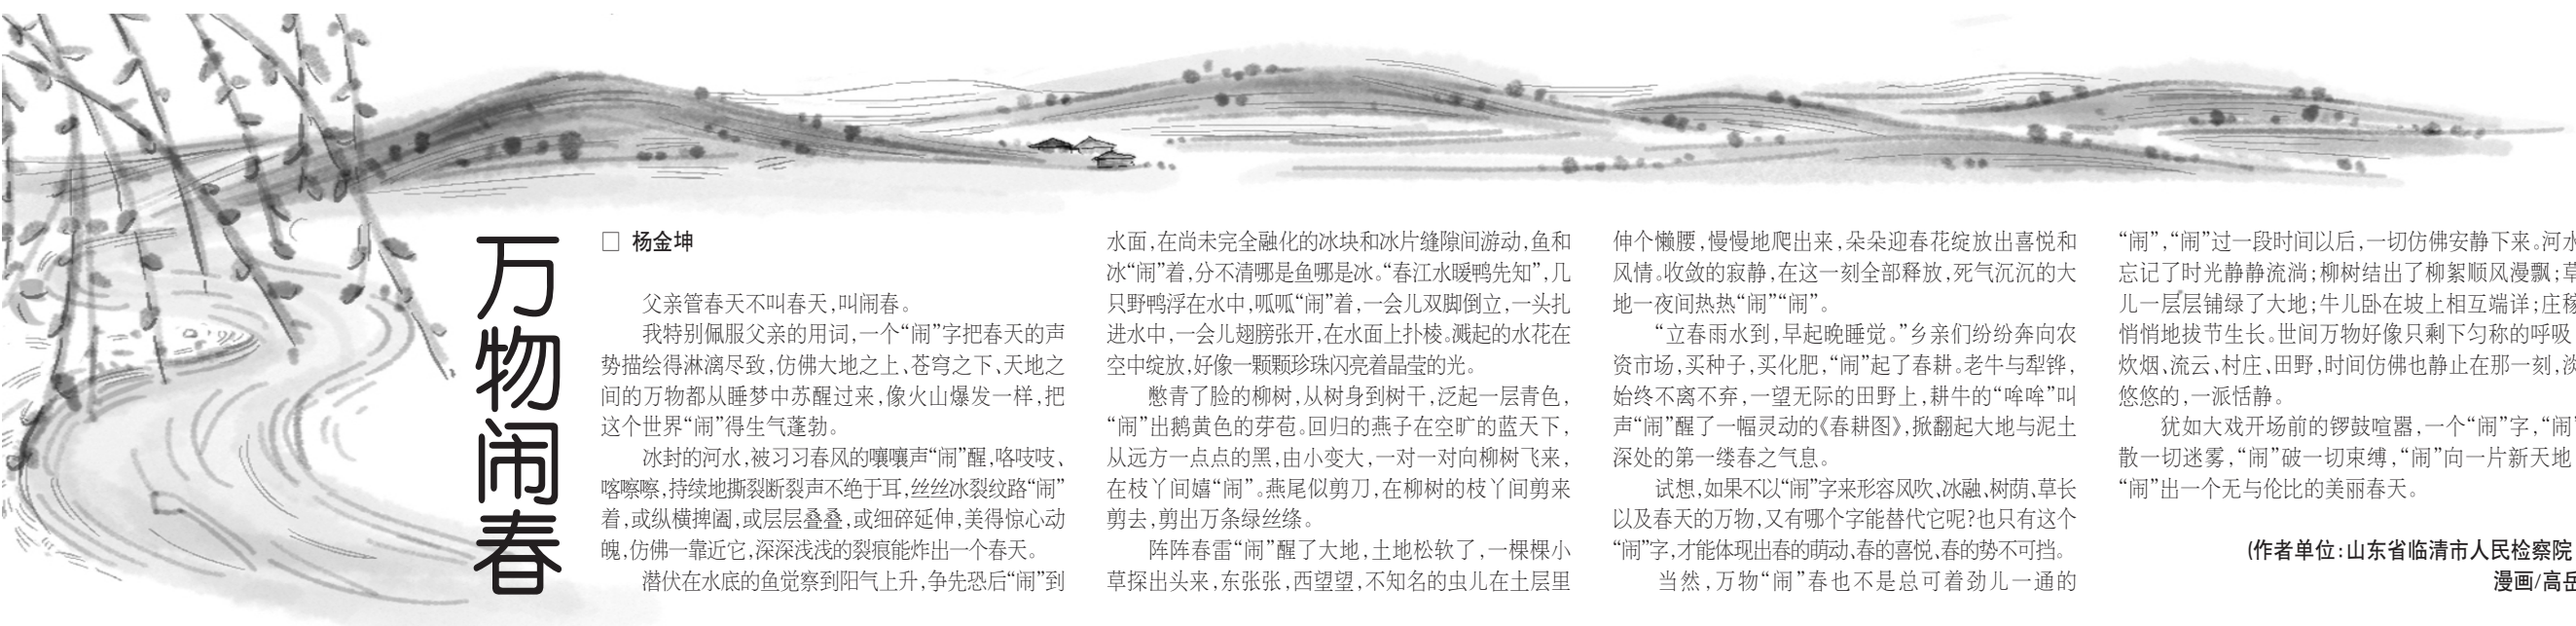 万物闹春
□ 杨金坤
父亲管春天不叫春天，叫闹春。
我特别佩服父亲的用词，一个“闹”字把春天的声
势描绘得淋漓尽致，仿佛大地之上、苍穹之下、天地之
间的万物都从睡梦中苏醒过来，像火山爆发一样，把
这个世界“闹”得生气蓬勃。
冰封的河水，被习习春风的嚷嚷声“闹”醒，咯吱吱、
喀嚓嚓，持续地撕裂断裂声不绝于耳，丝丝冰裂纹路“闹”
着，或纵横捭阖，或层层叠叠，或细碎延伸，美得惊心动
魄，仿佛一靠近它，深深浅浅的裂痕能炸出一个春天。
潜伏在水底的鱼觉察到阳气上升，争先恐后“闹”到
水面，在尚未完全融化的冰块和冰片缝隙间游动，鱼和
冰“闹”着，分不清哪是鱼哪是冰。“春江水暖鸭先知”，几
只野鸭浮在水中，呱呱“闹”着，一会儿双脚倒立，一头扎
进水中，一会儿翅膀张开，在水面上扑棱。溅起的水花在
空中绽放，好像一颗颗珍珠闪亮着晶莹的光。
憋青了脸的柳树，从树身到树干，泛起一层青色，
“闹”出鹅黄色的芽苞。回归的燕子在空旷的蓝天下，
从远方一点点的黑，由小变大，一对一对向柳树飞来，
在枝丫间嬉“闹”。燕尾似剪刀，在柳树的枝丫间剪来
剪去，剪出万条绿丝绦。
阵阵春雷“闹”醒了大地，土地松软了，一棵棵小
草探出头来，东张张，西望望，不知名的虫儿在土层里
伸个懒腰，慢慢地爬出来，朵朵迎春花绽放出喜悦和
风情。收敛的寂静，在这一刻全部释放，死气沉沉的大
地一夜间热热“闹”“闹”。
“立春雨水到，早起晚睡觉。”乡亲们纷纷奔向农
资市场，买种子，买化肥，“闹”起了春耕。老牛与犁铧，
始终不离不弃，一望无际的田野上，耕牛的“哞哞”叫
声“闹”醒了一幅灵动的《春耕图》，掀翻起大地与泥土
深处的第一缕春之气息。
试想，如果不以“闹”字来形容风吹、冰融、树荫、草长
以及春天的万物，又有哪个字能替代它呢？也只有这个
“闹”字，才能体现出春的萌动、春的喜悦、春的势不可挡。
当然，万物“闹”春也不是总可着劲儿一通的
“闹”，“闹”过一段时间以后，一切仿佛安静下来。河水
忘记了时光静静流淌；柳树结出了柳絮顺风漫飘；草
儿一层层铺绿了大地；牛儿卧在坡上相互端详；庄稼
悄悄地拔节生长。世间万物好像只剩下匀称的呼吸
炊烟、流云、村庄、田野，时间仿佛也静止在那一刻，淡
悠悠的，一派恬静。
犹如大戏开场前的锣鼓喧嚣，一个“闹”字，“闹”
散一切迷雾，“闹”破一切束缚，“闹”向一片新天地
“闹”出一个无与伦比的美丽春天。
(作者单位：山东省临清市人民检察院
漫画/高岳